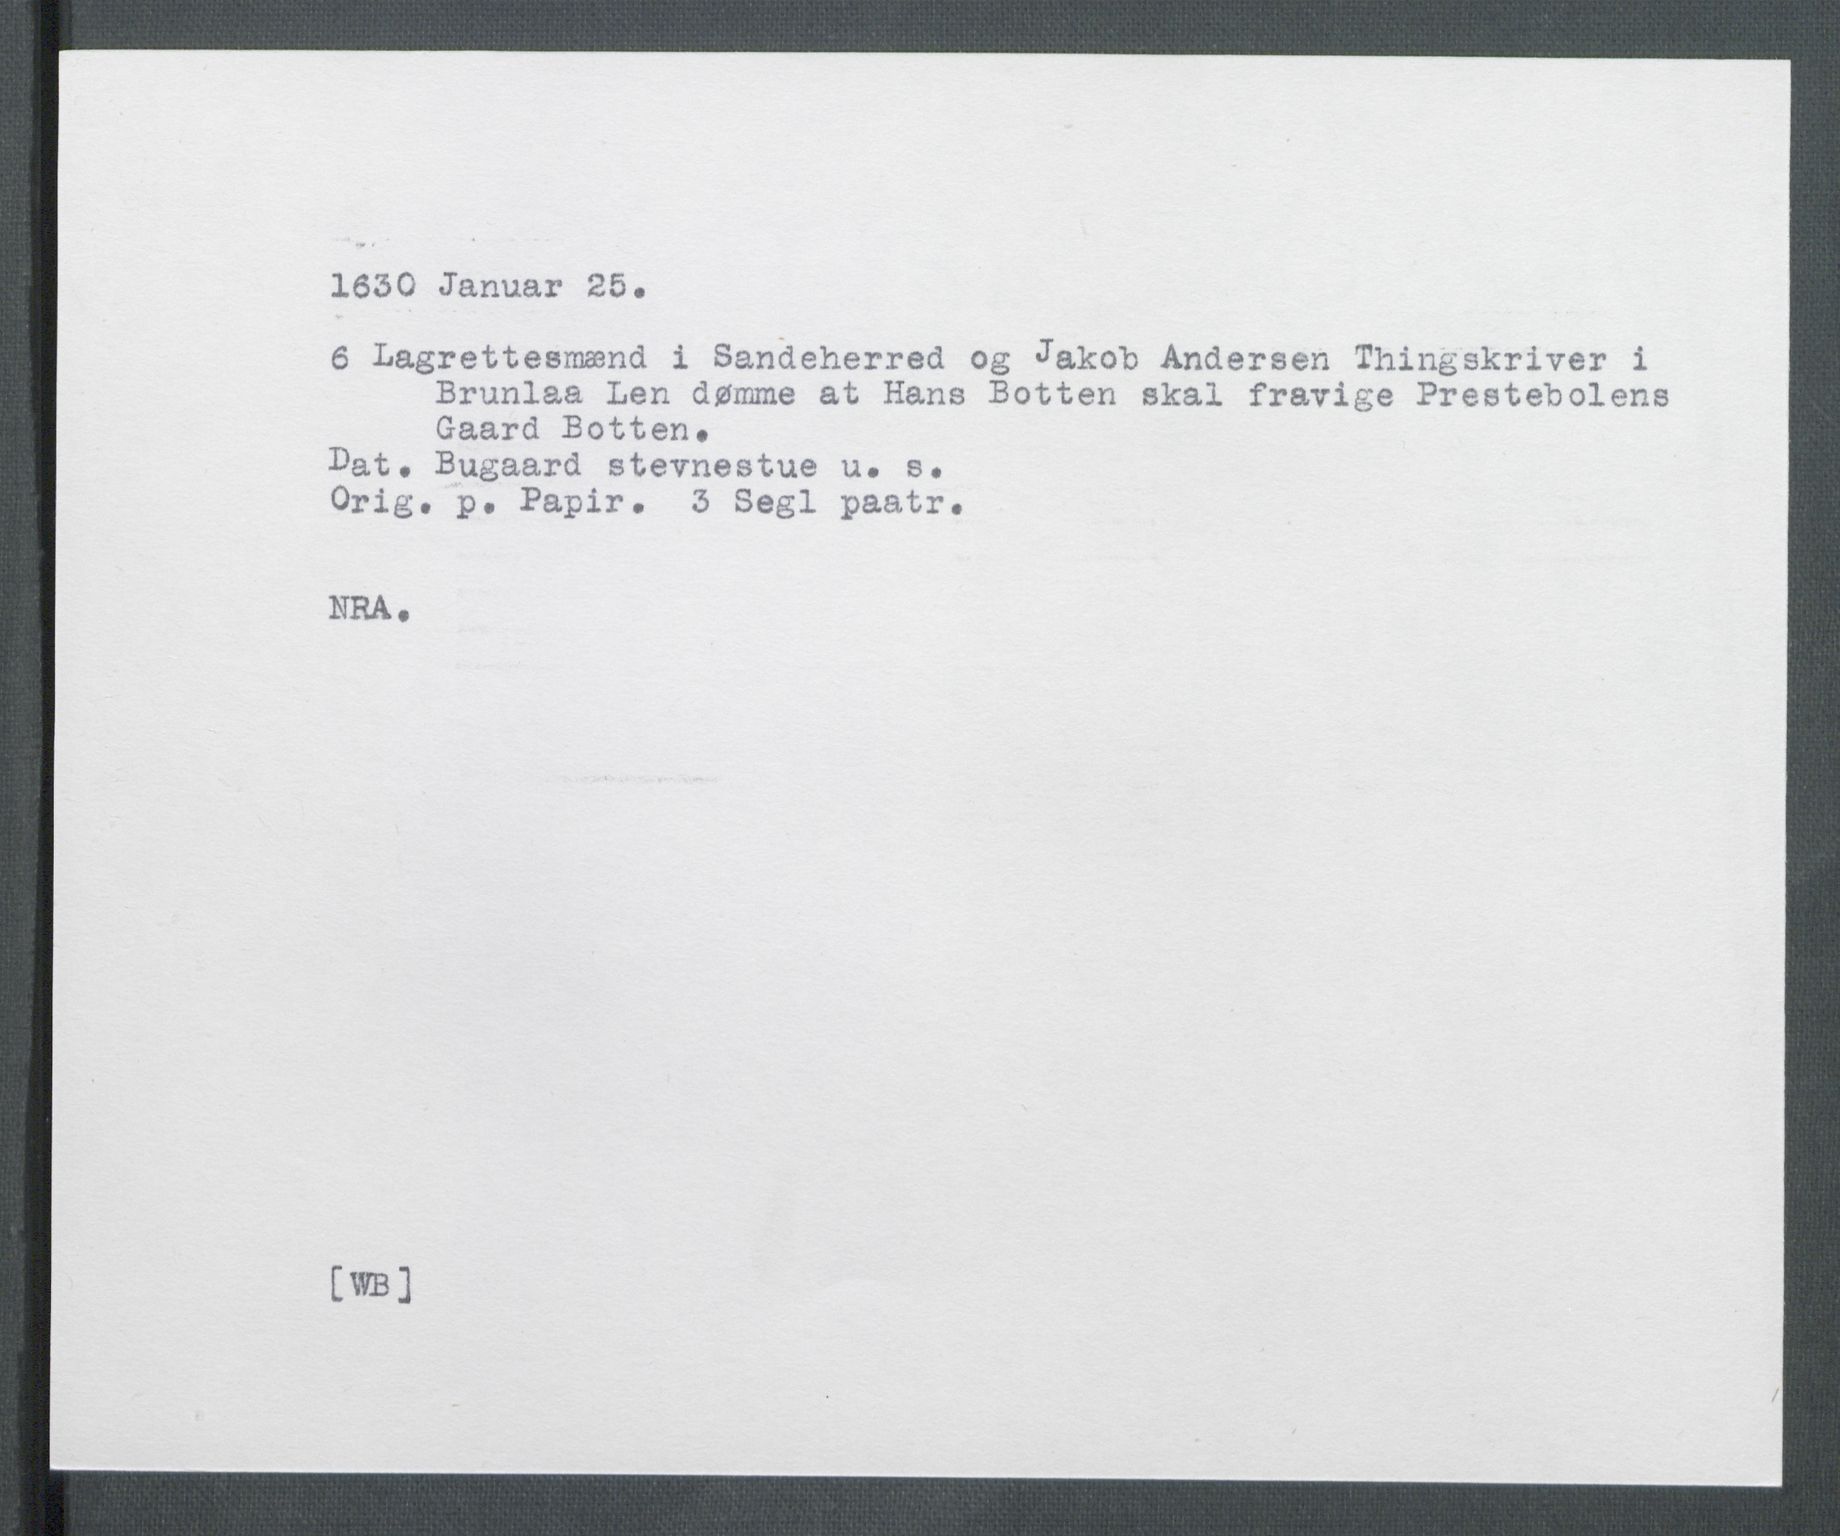 1630 Januar 25.
6 Lagrettesmænd i Sandeherred og Jakob Andersen Thingskriver i
Brunlaa Len dømme at Hans Botten skal fravige Prestebolens
Gaard Botten.
Dat. Bugaard stevnestue u. s.
Orig. p. Papir. 3 Segl paatr.
NRA.
[WB]